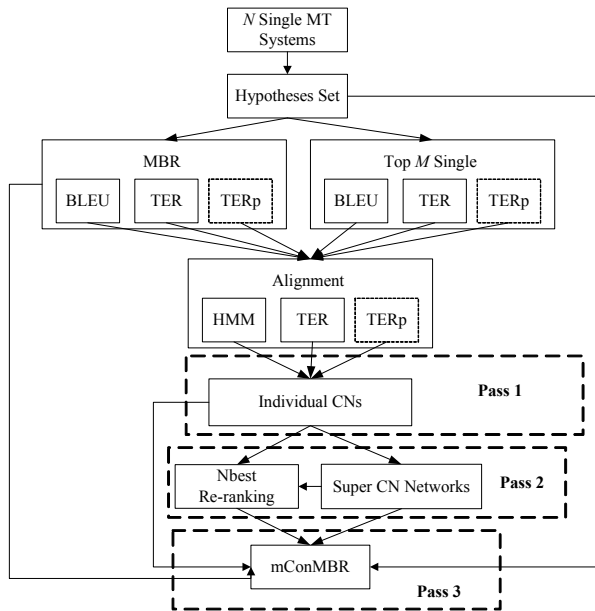 N Single MT
Systems
Hypotheses Set
MBR
BLEU TER TERp
Top M Single
BLEU TER TERp
Alignment
HMM TER TERp
Pass 1
Individual CNs
Nbest
Re-ranking
Super CN Networks
Pass 2
mConMBR
Pass 3